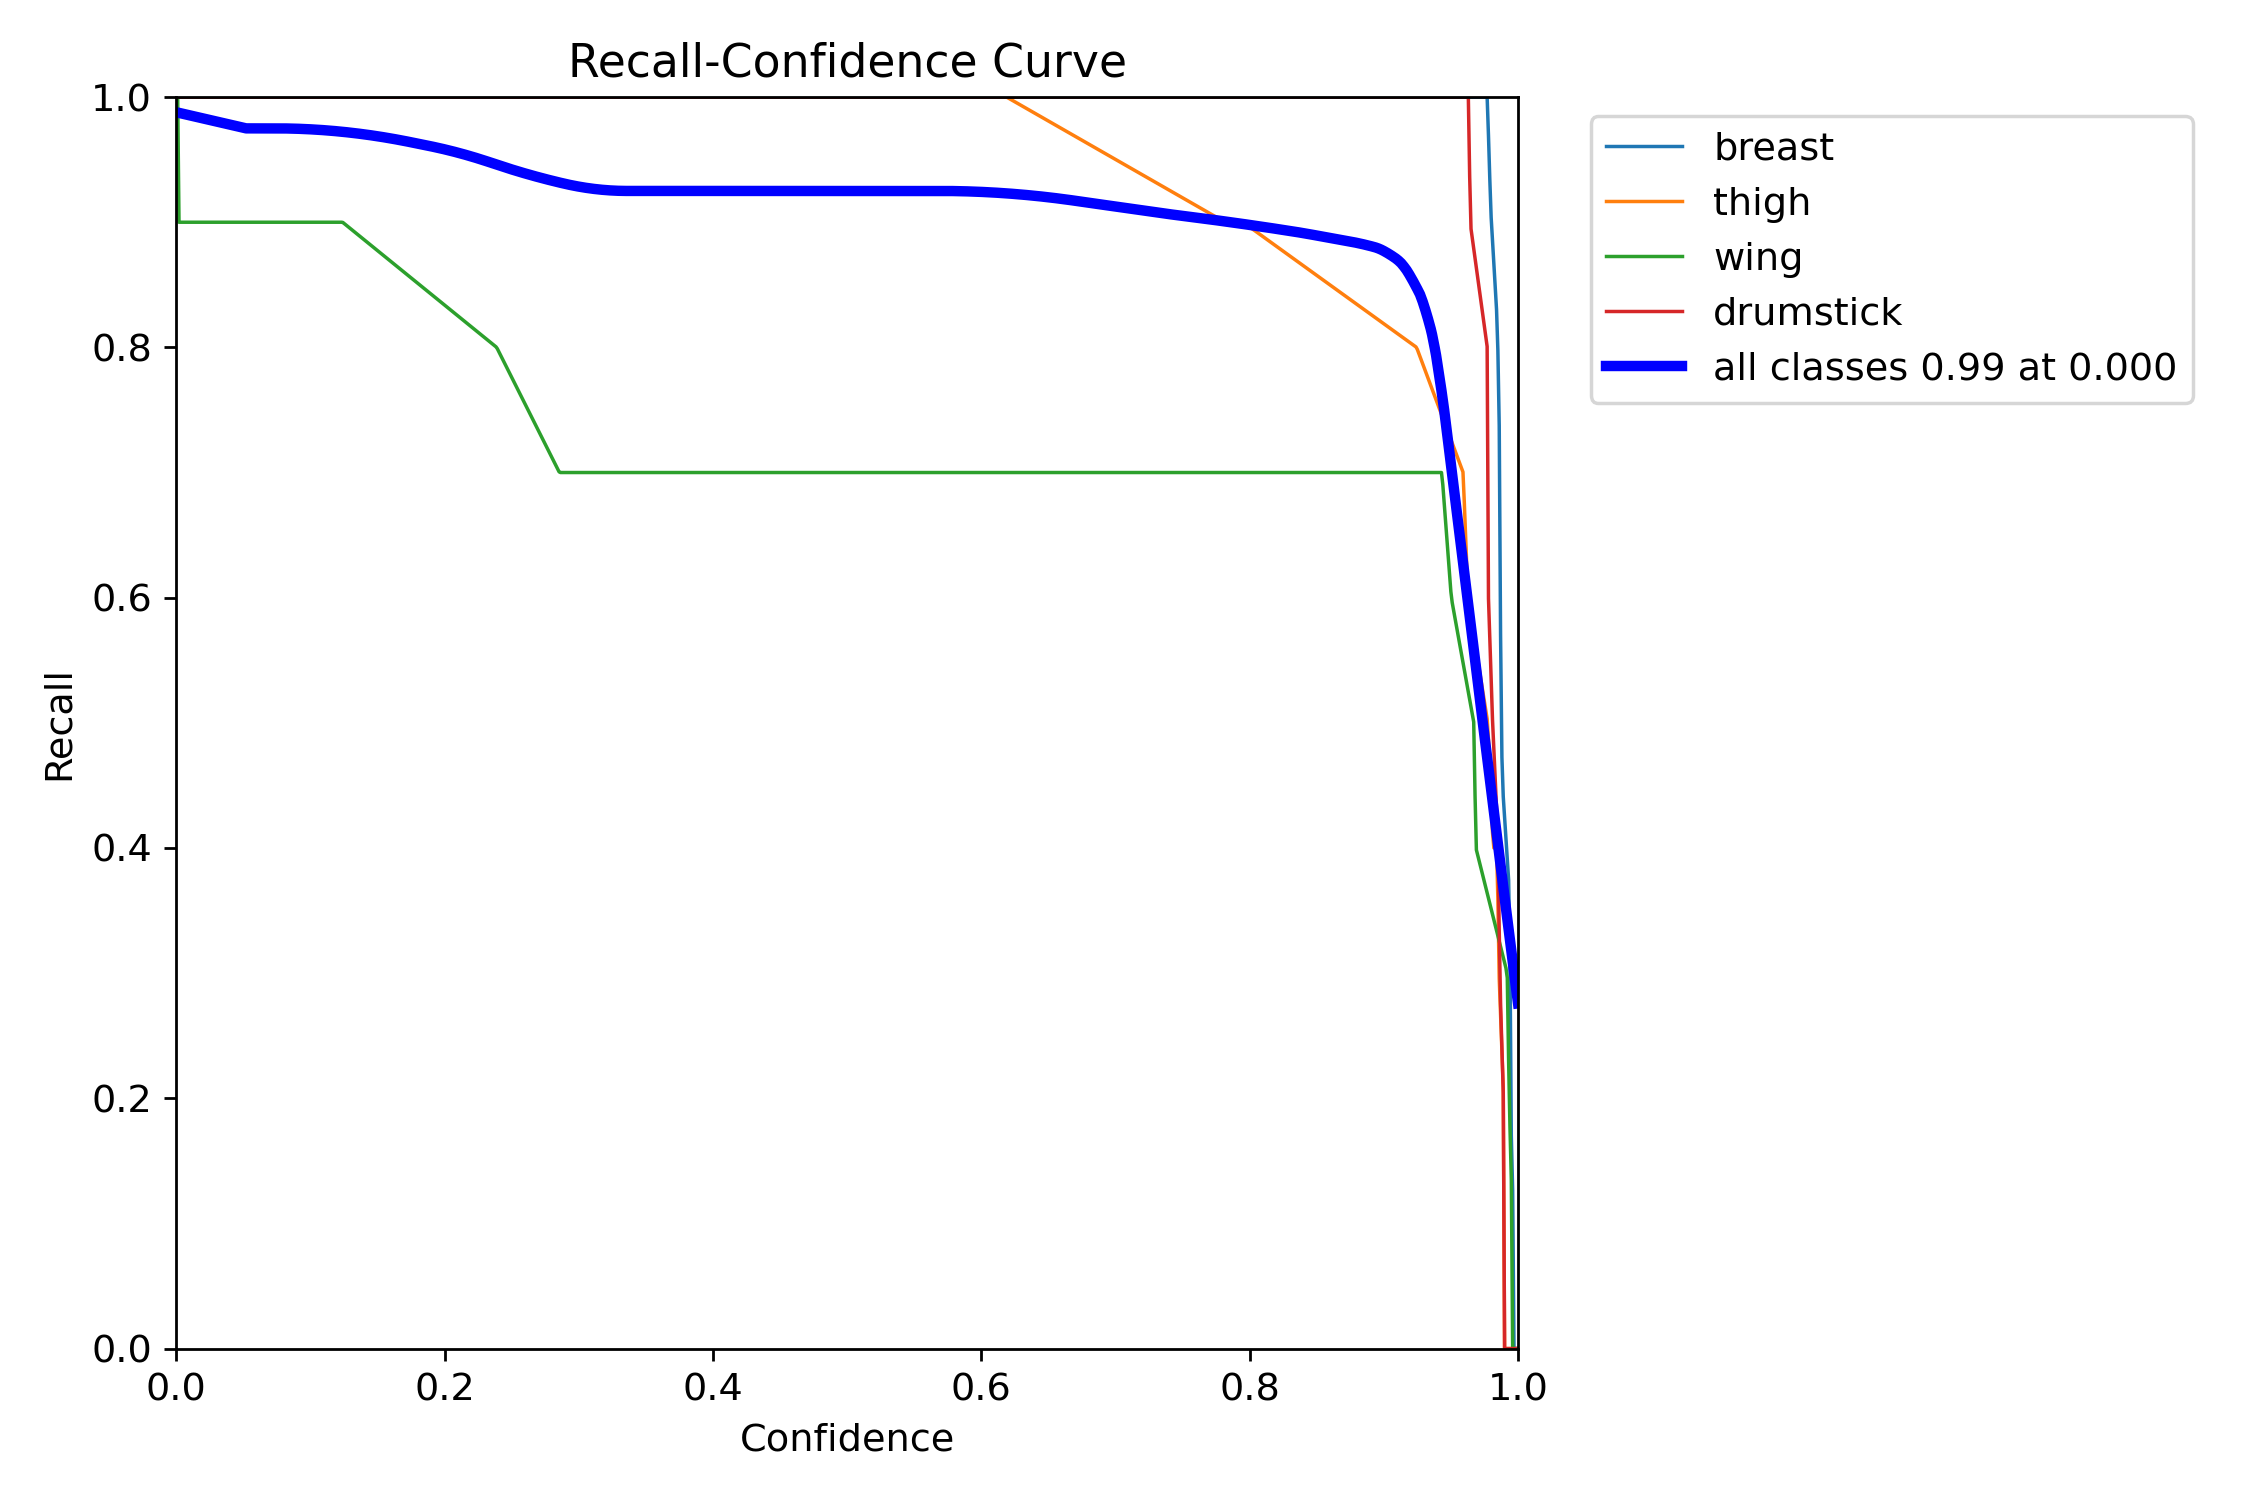 Recall-Confidence Curve
1.0
0.8
0.6
0.4
0.2
0.0
Recall
0.0 0.2 0.4 0.6 0.8 1.0
Confidence
breast
thigh
wing
drumstick
all classes 0.99 at 0.000